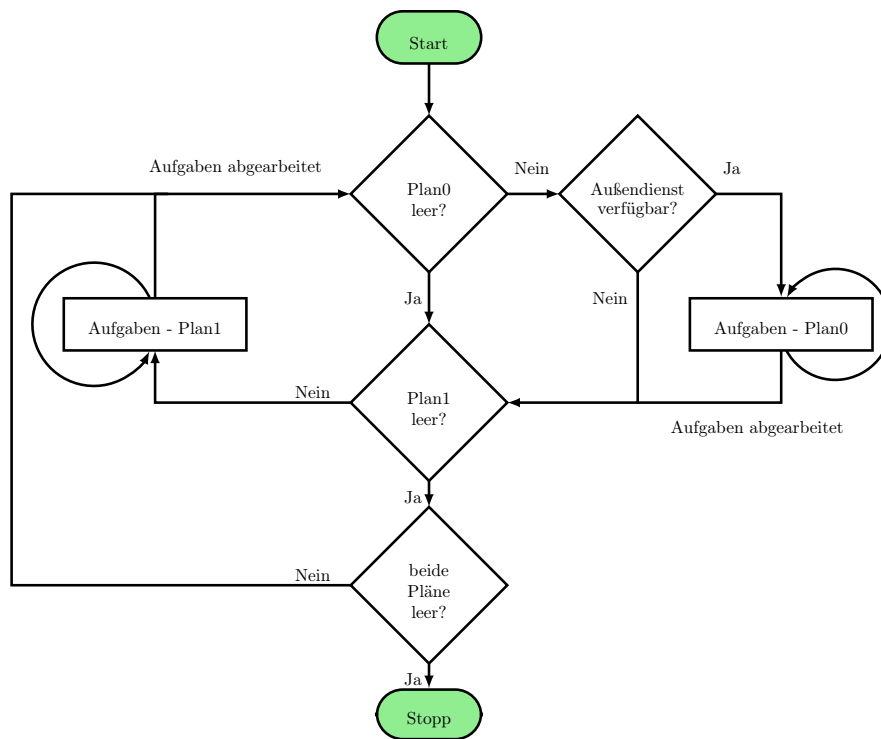 Start
Aufgaben abgearbeitet
Nein
Ja
Plan0
leer?
Außendienst
verfügbar?
Ja
Nein
Aufgaben - Plan1
Aufgaben - Plan0
Nein
Plan1
leer?
Aufgaben abgearbeitet
Ja
Nein
beide
Pläne
leer?
Ja
Stopp